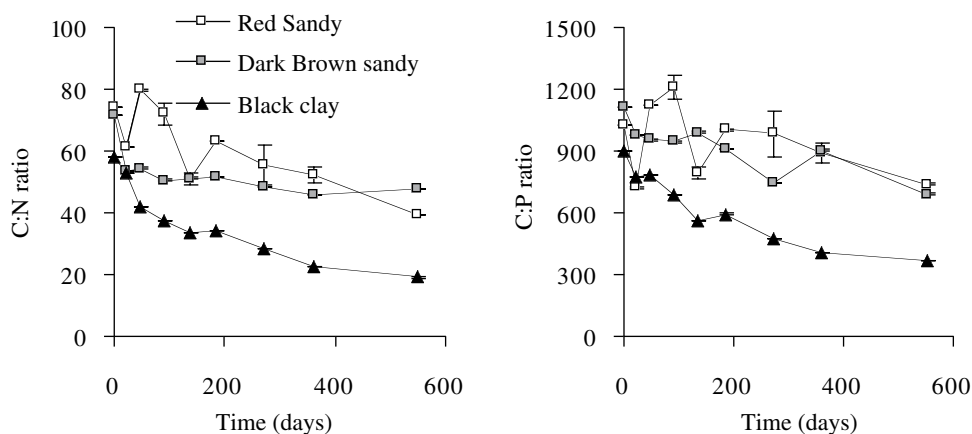 100
80
60
40
20
0
C:N ratio
0
200
400
600
Time (days)
Red Sandy
Dark Brown sandy
Black clay
1500
1200
900
600
300
0
C:P ratio
0
200
400
600
Time (days)